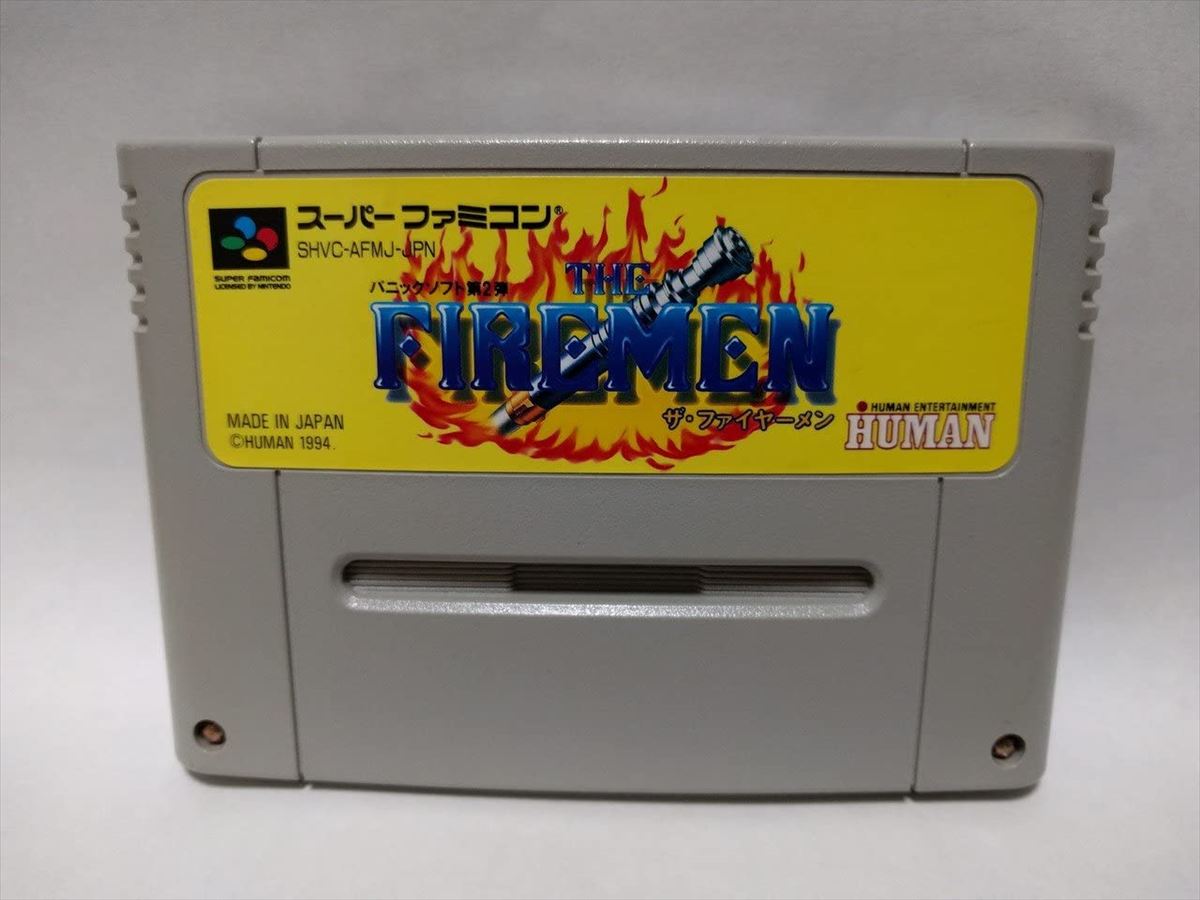 スーパーファミコン®
SHVC-AFMJ-JPN
SUPER FAMICOM
LICENSED BY NINTENDO
パニックソフト第2弾
THE
FIREMEN
ザ・ファイヤーメン
MADE IN JAPAN
©HUMAN 1994.
HUMAN ENTERTAINMENT
HUMAN